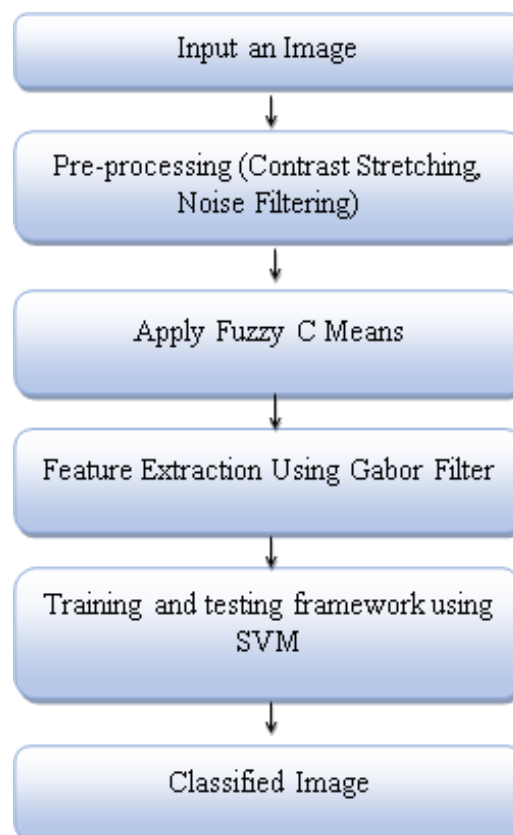 Input an Image
Pre-processing (Contrast Stretching,
Noise Filtering)
Apply Fuzzy C Means
Feature Extraction Using Gabor Filter
Training and testing framework using
SVM
Classified Image